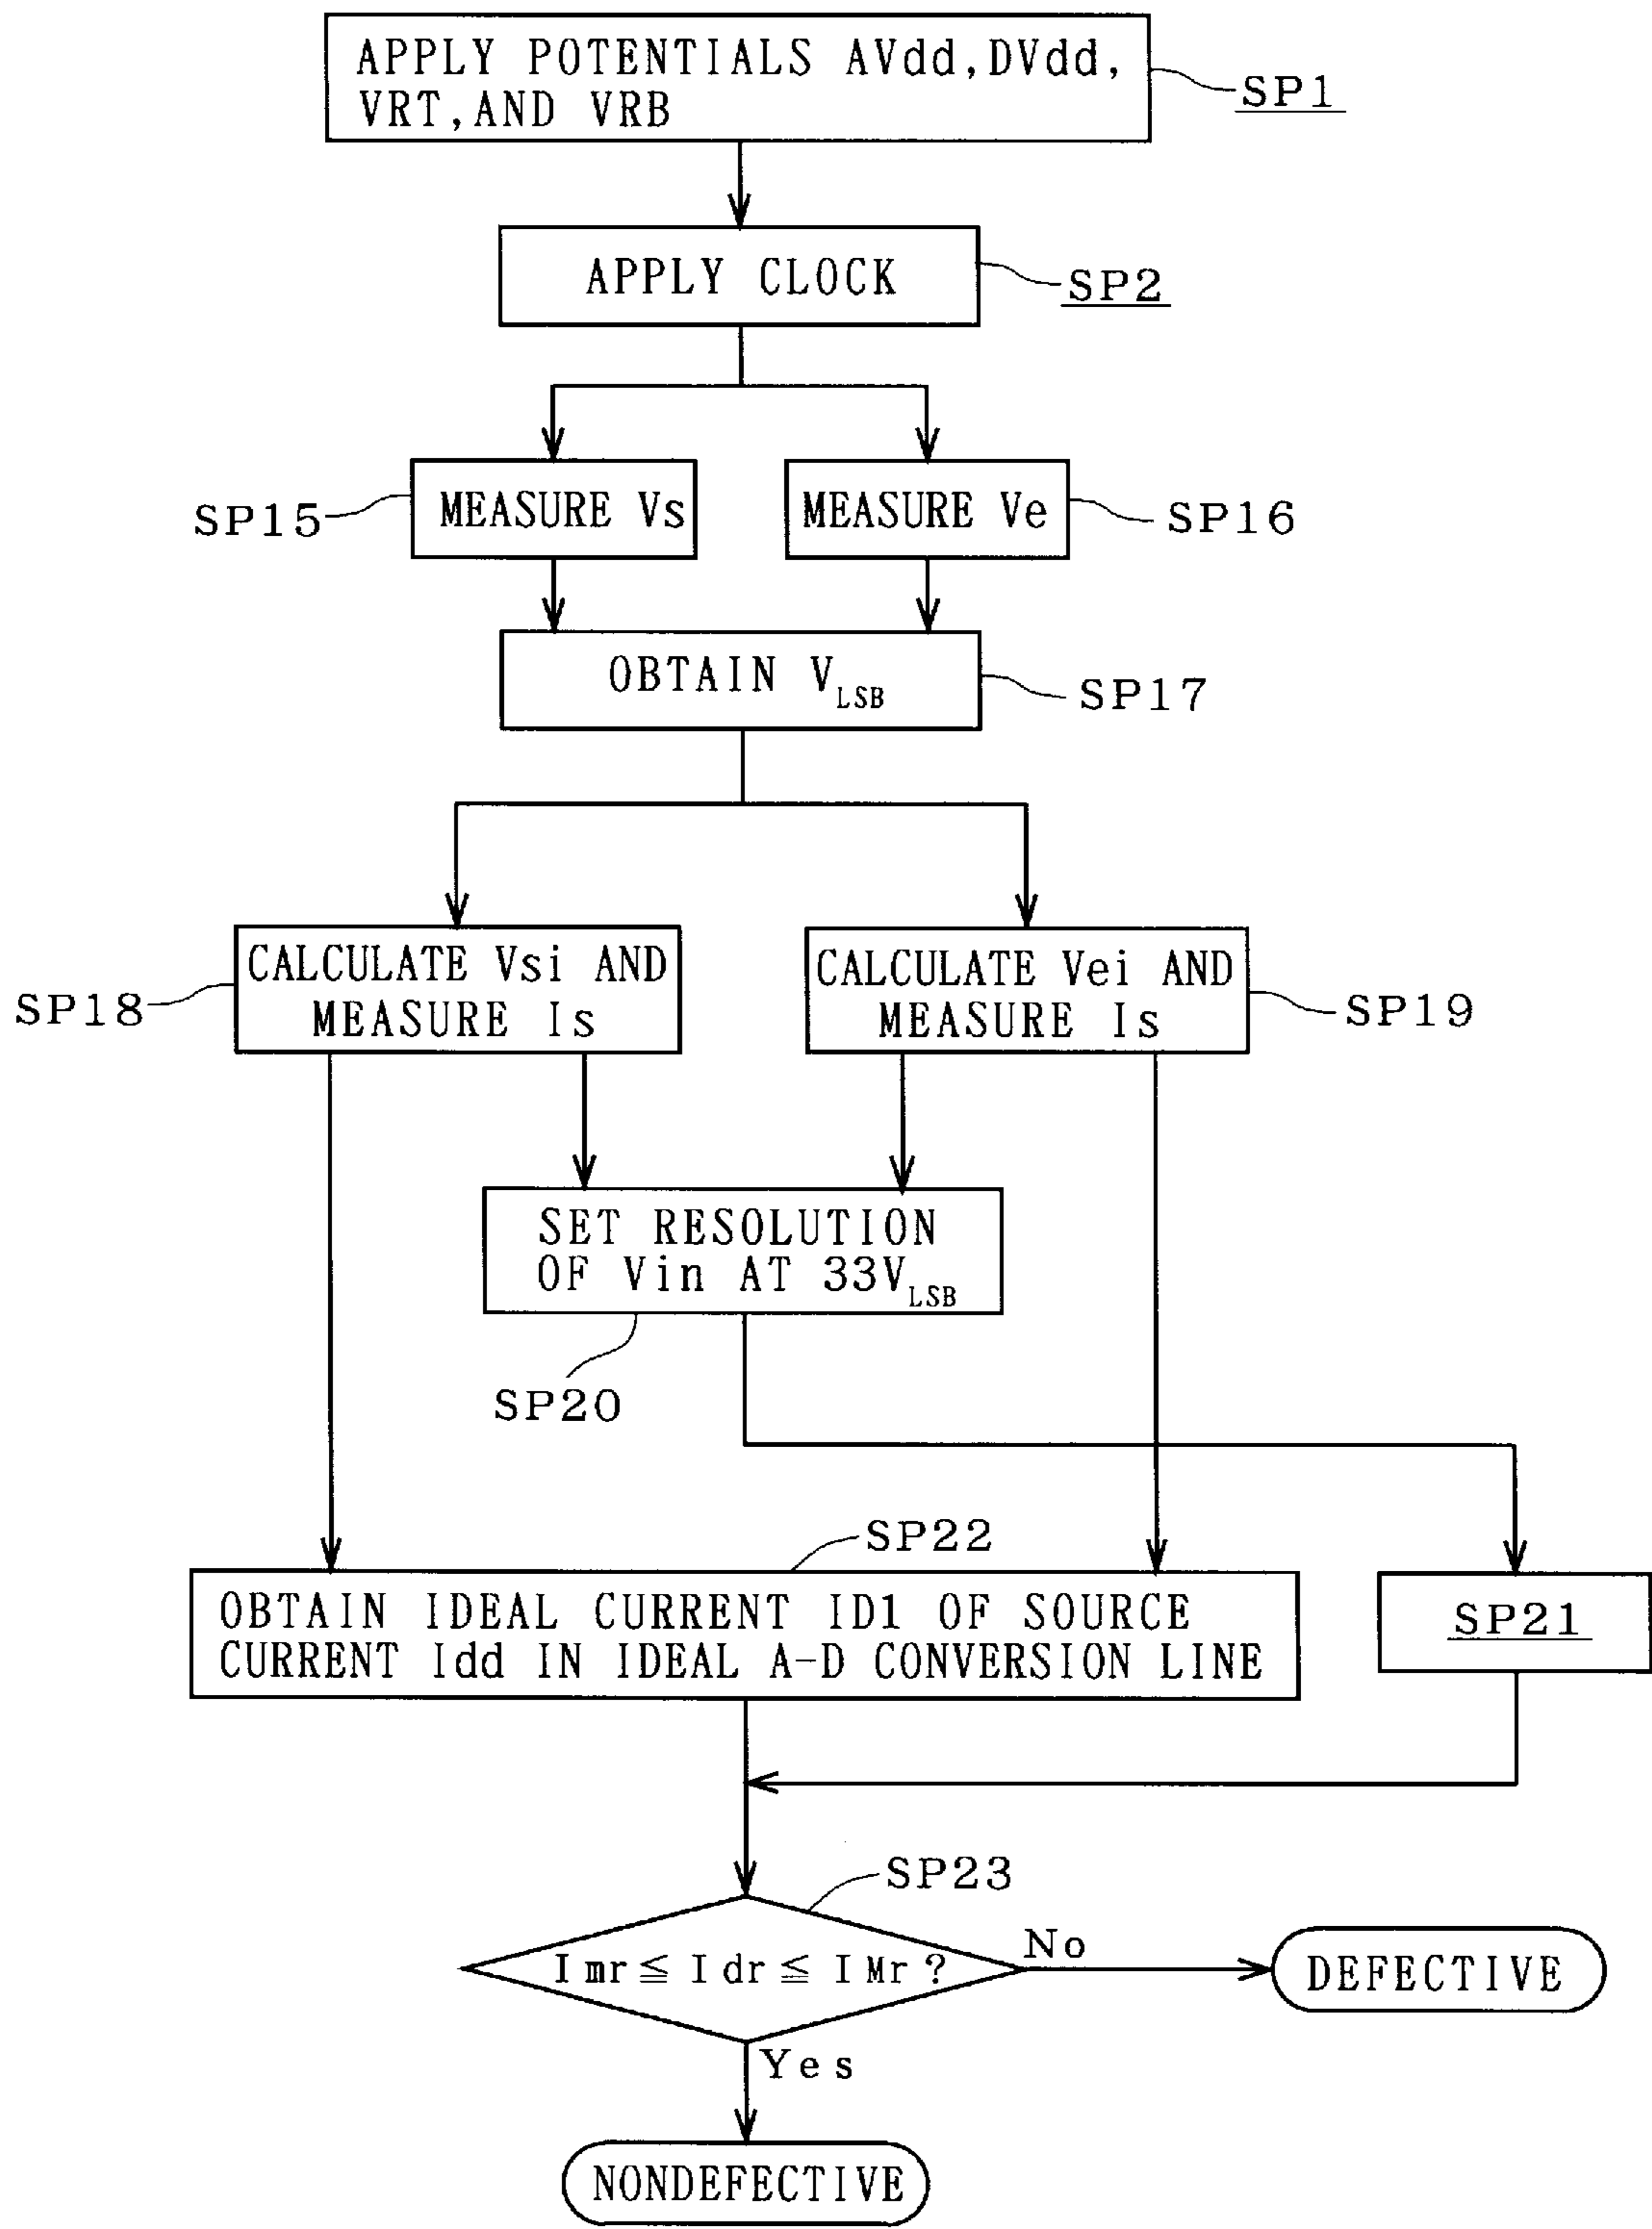 APPLY POTENTIALS AVdd, DVdd,
VRT, AND VRB
SP1
APPLY CLOCK
SP2
SP15
MEASURE Vs
MEASURE Ve
SP16
OBTAIN VLSB
SP17
SP18
CALCULATE Vsi AND
MEASURE Is
CALCULATE Vei AND
MEASURE Is
SP19
SET RESOLUTION
OF Vin AT 33VLSB
SP20
SP22
OBTAIN IDEAL CURRENT ID1 OF SOURCE
CURRENT Idd IN IDEAL A-D CONVERSION LINE
SP21
SP23
Imr ≦ Idr ≦ IMr ?
No
DEFECTIVE
Yes
NONDEFECTIVE